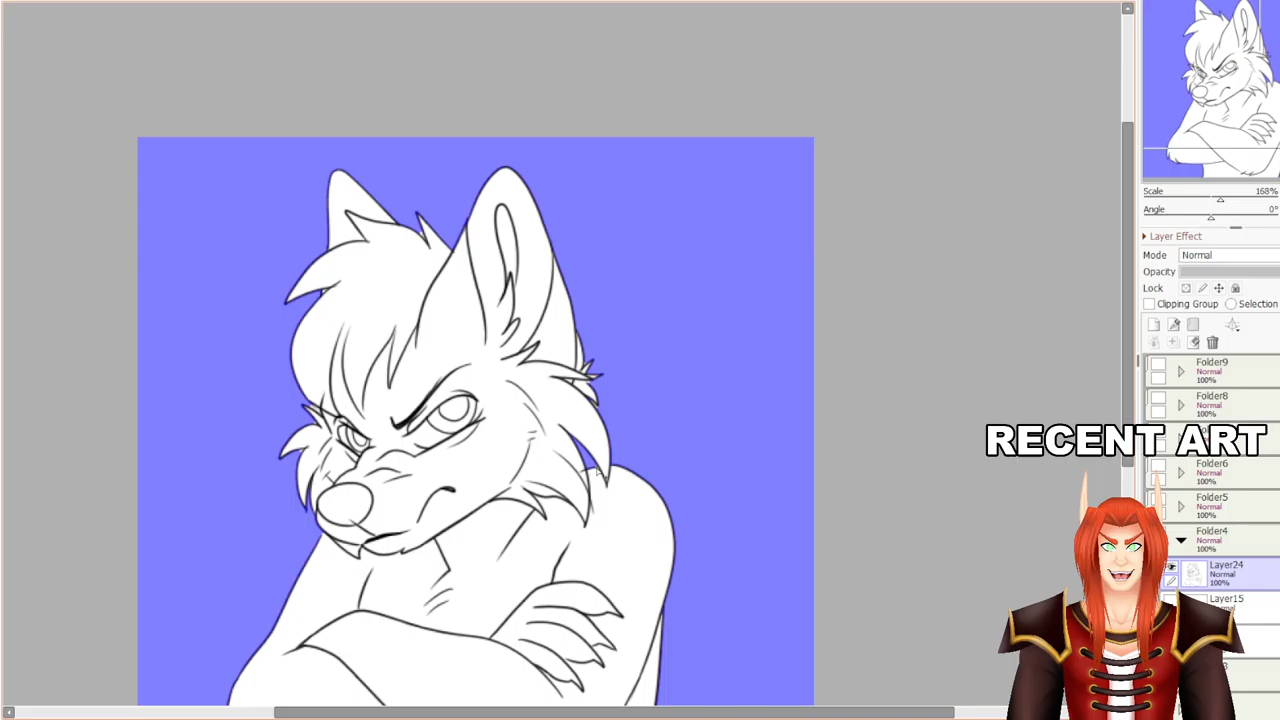 Scale 168%
Angle 0°
Layer Effect
Mode Normal
Opacity
Lock
Clipping Group Selection
Folder9
Normal
100%
Folder8
Normal
100%
RECENT ART
Folder6
Normal
100%
Folder5
Normal
100%
Folder4
Normal
100%
Layer24
Normal
100%
Layer15